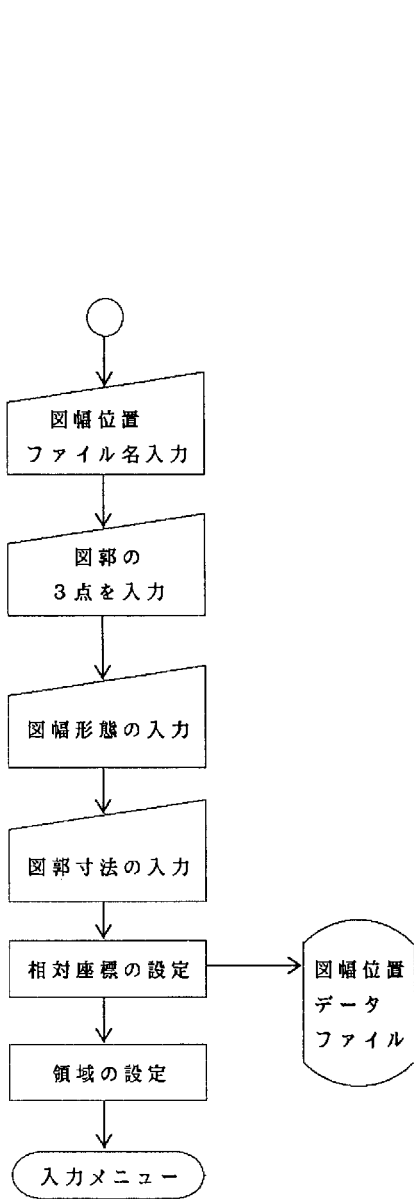 図幅位置
ファイル名入力
図郭の
3点を入力
図幅形態の入力
図郭寸法の入力
相対座標の設定
図幅位置
データ
ファイル
領域の設定
入力メニュー